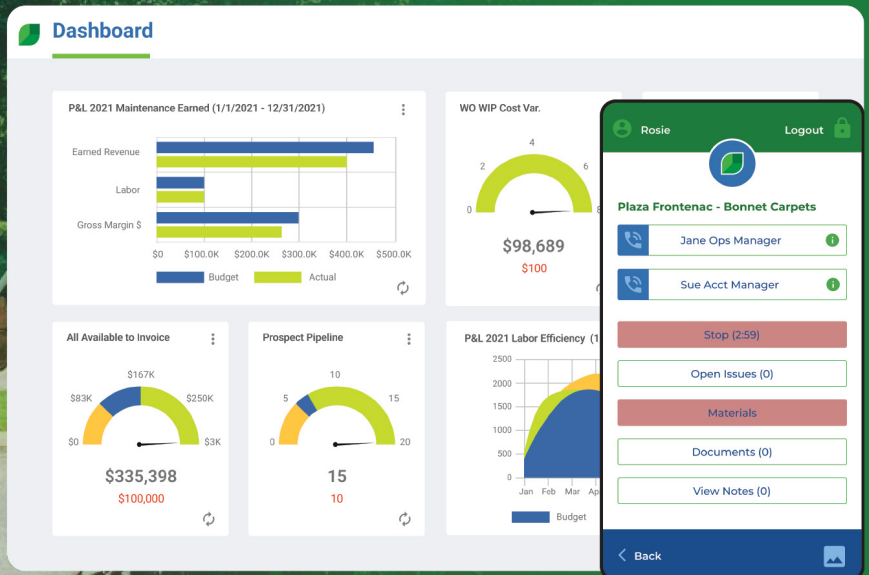 Dashboard
P&L 2021 Maintenance Earned (1/1/2021 - 12/31/2021)
Earned Revenue
Labor
Gross Margin $
$0 $100.0K $200.0K $300.0K $400.0K $500.0K
Budget Actual
WO WIP Cost Var.
4
2 6
0 8
$98,689
$100
All Available to Invoice
$167K
$83K $250K
$0 $3K
$335,398
$100,000
Prospect Pipeline
10
5 15
0 20
15
10
P&L 2021 Labor Efficiency (1
2500
2000
1500
1000
500
0
Jan Feb Mar Ap
Budget
Rosie Logout
Plaza Frontenac - Bonnet Carpets
Jane Ops Manager
Sue Acct Manager
Stop (2:59)
Open Issues (0)
Materials
Documents (0)
View Notes (0)
Back